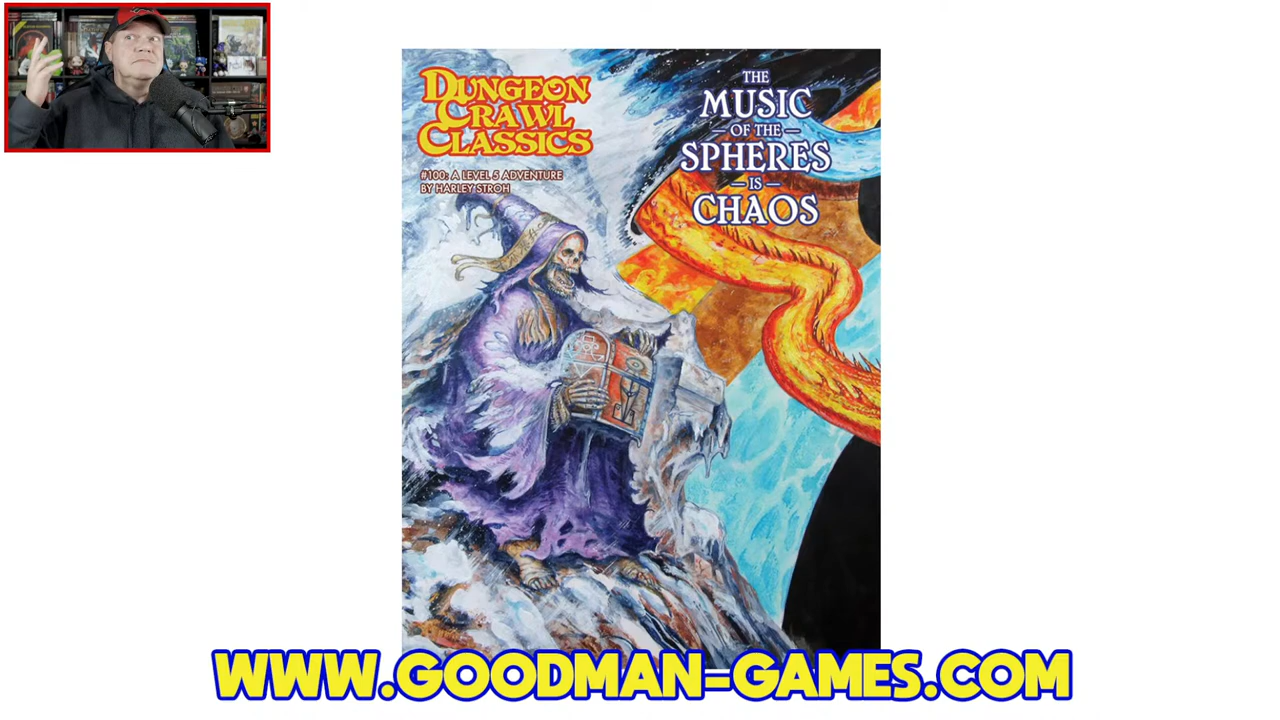 DUNGEON
CRAWL
CLASSICS
#100: A LEVEL 5 ADVENTURE
BY HARLEY STROH
THE
MUSIC
– OF THE –
SPHERES
– IS –
CHAOS
WWW.GOODMAN-GAMES.COM